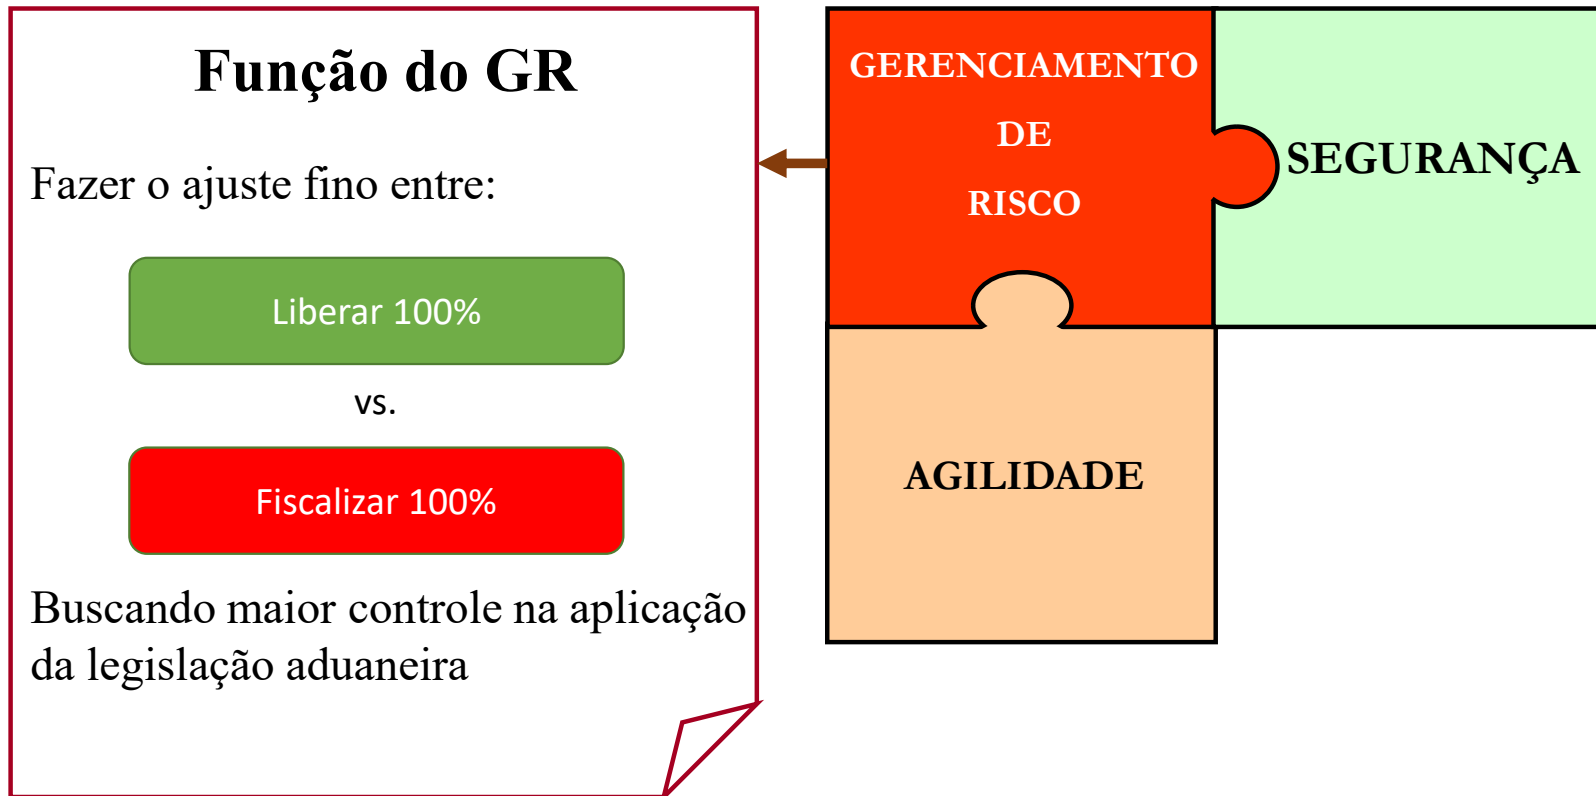 Função do GR
Fazer o ajuste fino entre:
Liberar 100%
vs.
Fiscalizar 100%
Buscando maior controle na aplicação
da legislação aduaneira
GERENCIAMENTO
DE
RISCO
SEGURANÇA
AGILIDADE